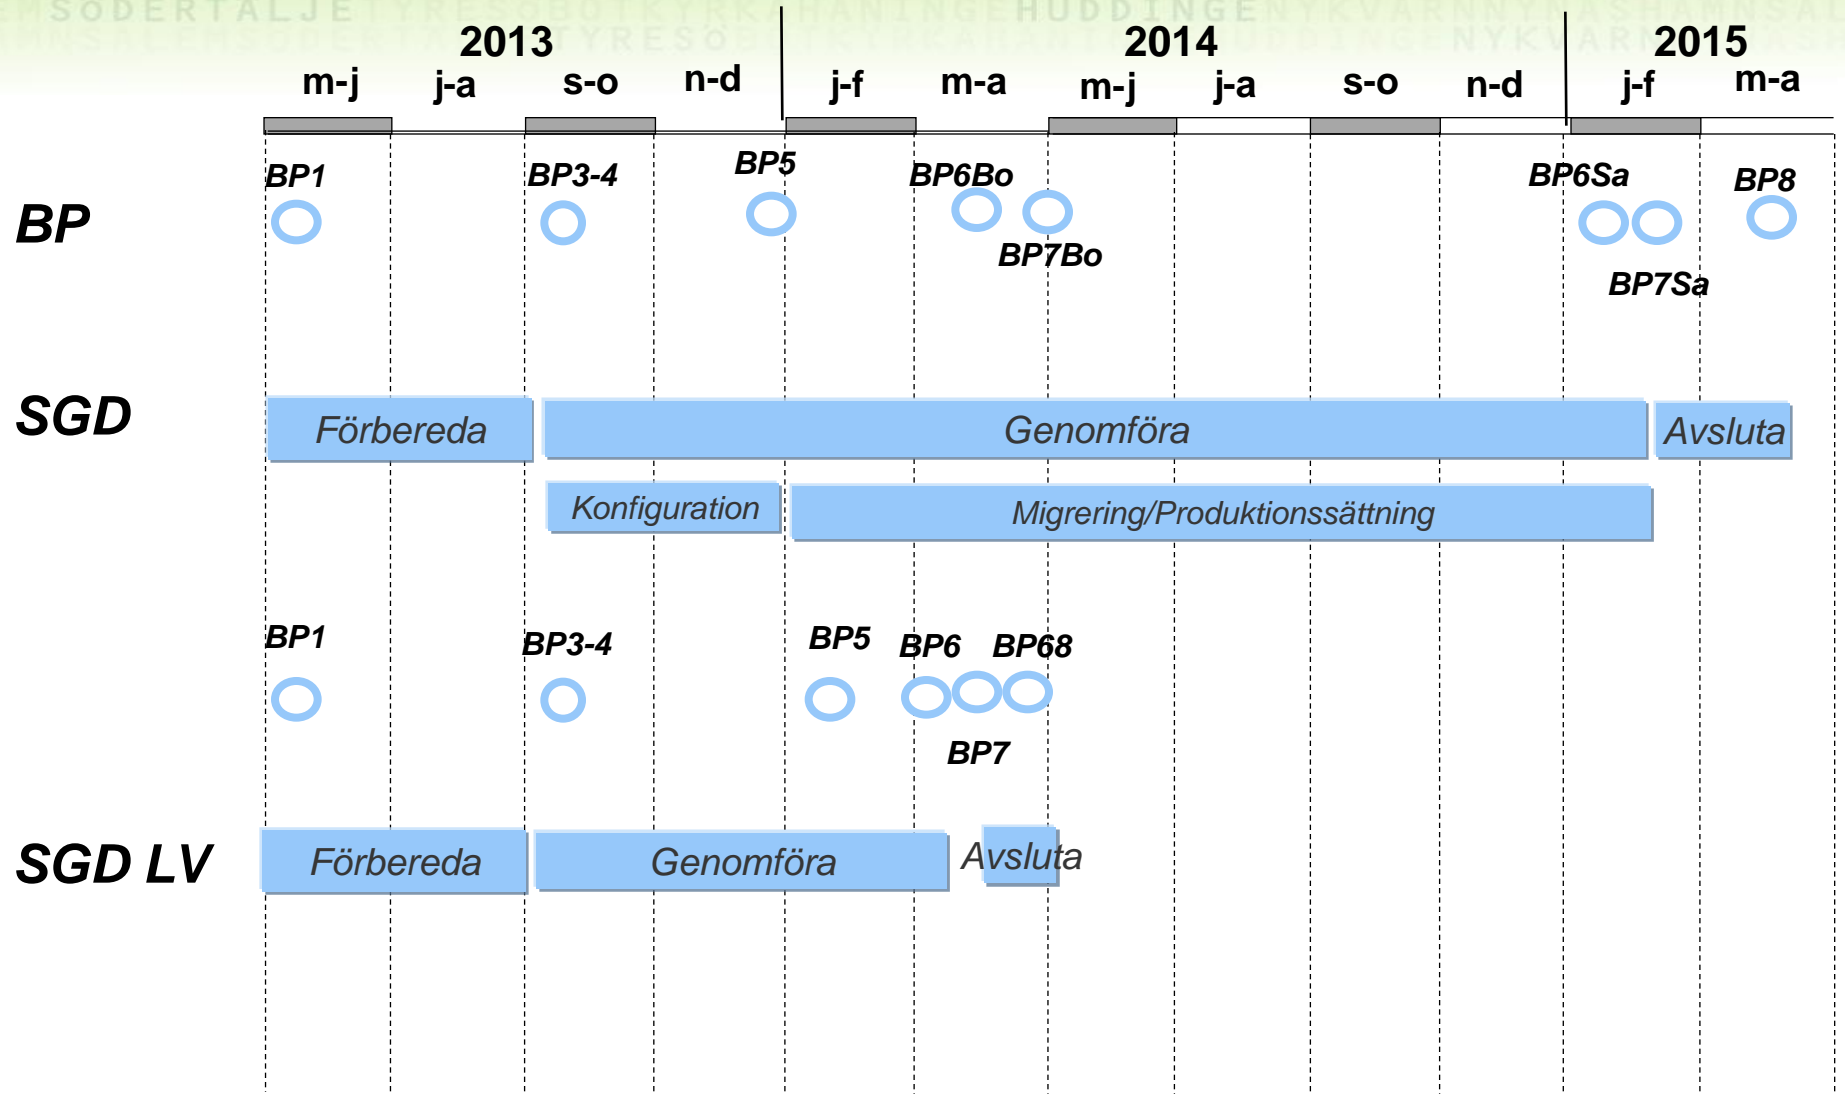 SÖDERTÄLJETYRESÖBOTKYRKAHANINGEHUDDINGENYKVARNNYNÄSHAMNSAL
2013 2014 2015
m-j j-a s-o n-d j-f m-a m-j j-a s-o n-d j-f m-a
BP1 BP3-4 BP5 BP6Bo BP6Sa BP8
BP
BP7Bo
BP7Sa
SGD
Förbereda Genomföra Avsluta
Konfiguration Migrering/Produktionssättning
BP1 BP3-4 BP5 BP6 BP68
BP7
SGD LV
Förbereda Genomföra Avsluta